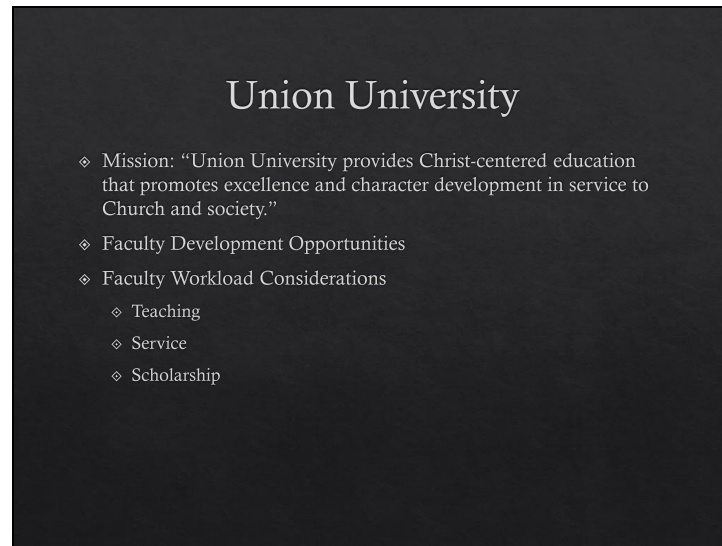 Union University
Mission: “Union University provides Christ-centered education
that promotes excellence and character development in service to
Church and society.”
Faculty Development Opportunities
Faculty Workload Considerations
Teaching
Service
Scholarship